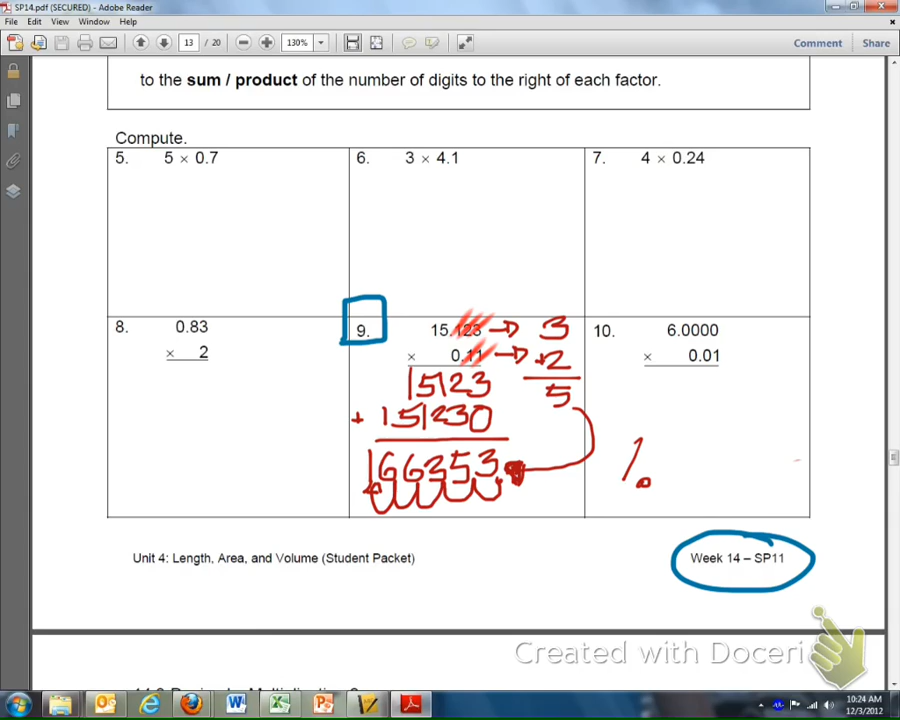 SP14.pdf (SECURED) - Adobe Reader
File Edit View Window Help
13 / 20 130% Comment Share
to the sum / product of the number of digits to the right of each factor.
Compute.
5. 5 × 0.7
6. 3 × 4.1
7. 4 × 0.24
8. 0.83
× 2
9. 15.123 → 3
× 0.11 → +2
5
15123
+ 151230
166353
1.
10. 6.0000
× 0.01
Unit 4: Length, Area, and Volume (Student Packet)
Week 14 – SP11
Created with Doceri
10:24 AM
12/3/2012